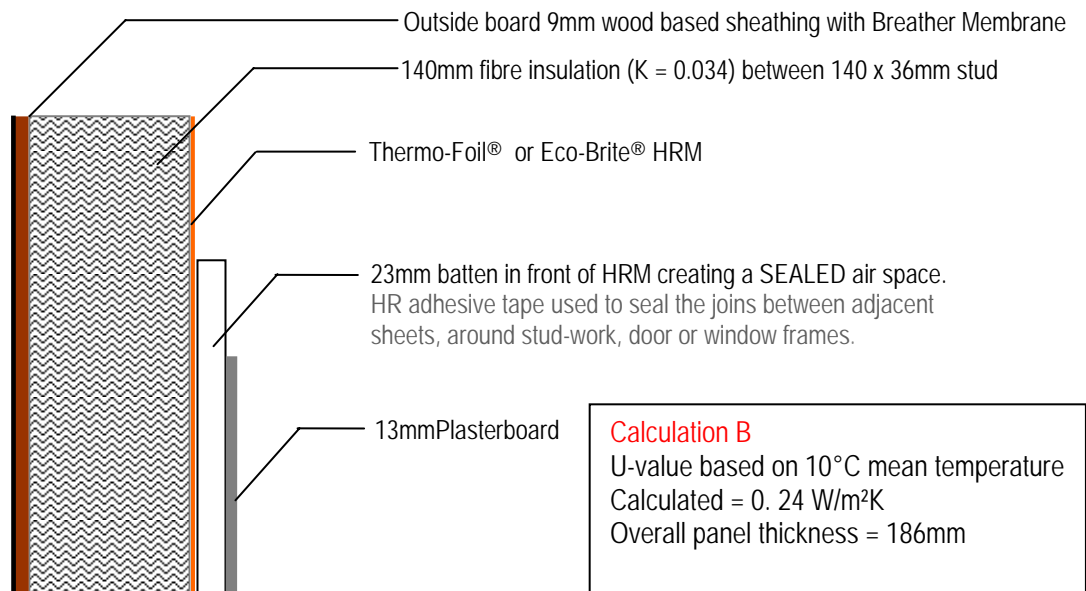 Outside board 9mm wood based sheathing with Breather Membrane
140mm fibre insulation (K = 0.034) between 140 x 36mm stud
Thermo-Foil® or Eco-Brite® HRM
23mm batten in front of HRM creating a SEALED air space.
HR adhesive tape used to seal the joins between adjacent
sheets, around stud-work, door or window frames.
13mmPlasterboard
Calculation B
U-value based on 10°C mean temperature
Calculated = 0. 24 W/m²K
Overall panel thickness = 186mm